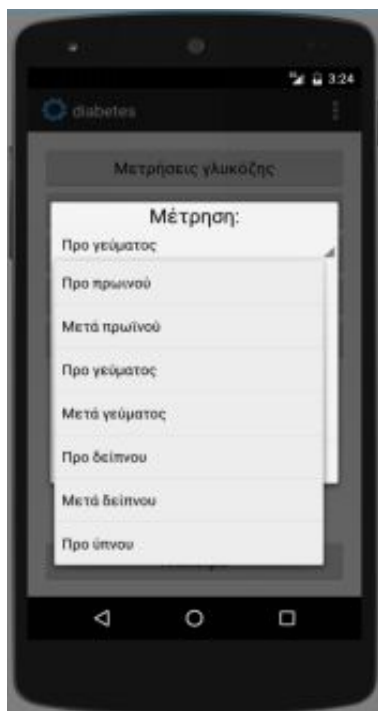 3:24
diabetes
Μετρήσεις γλυκόζης
Μέτρηση:
Προ γεύματος
Προ πρωινού
Μετά πρωϊνού
Προ γεύματος
Μετά γεύματος
Προ δείπνου
Μετά δείπνου
Προ ύπνου